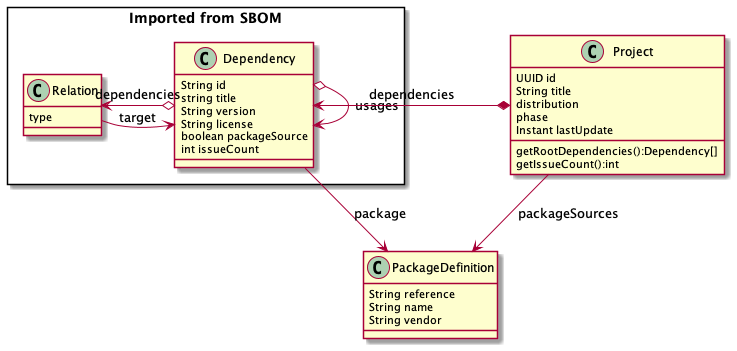 Imported from SBOM
C Dependency
String id
string title
String version
String license
boolean packageSource
int issueCount
C Relation
type
dependencies
target
usages
dependencies
C Project
UUID id
String title
distribution
phase
Instant lastUpdate
getRootDependencies():Dependency[]
getIssueCount():int
package
packageSources
C PackageDefinition
String reference
String name
String vendor